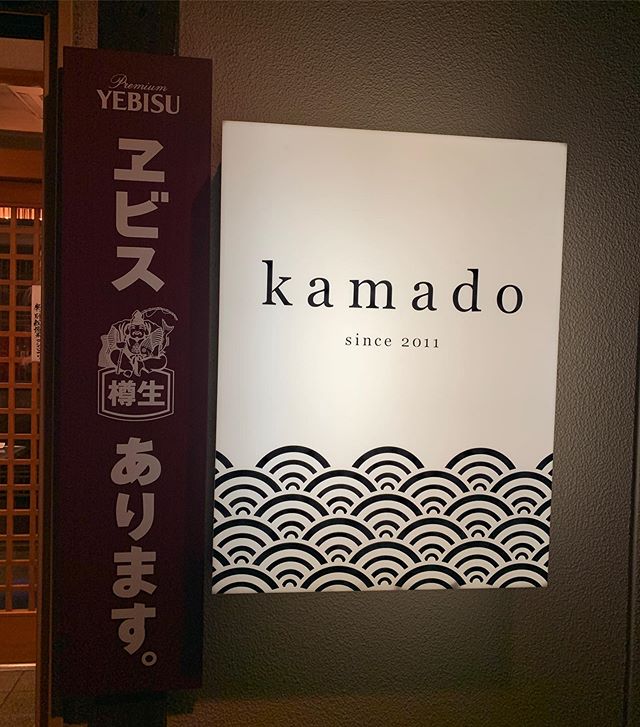 Premium
YEBISU
ヱビス
樽生
あります。
kamado
since 2011